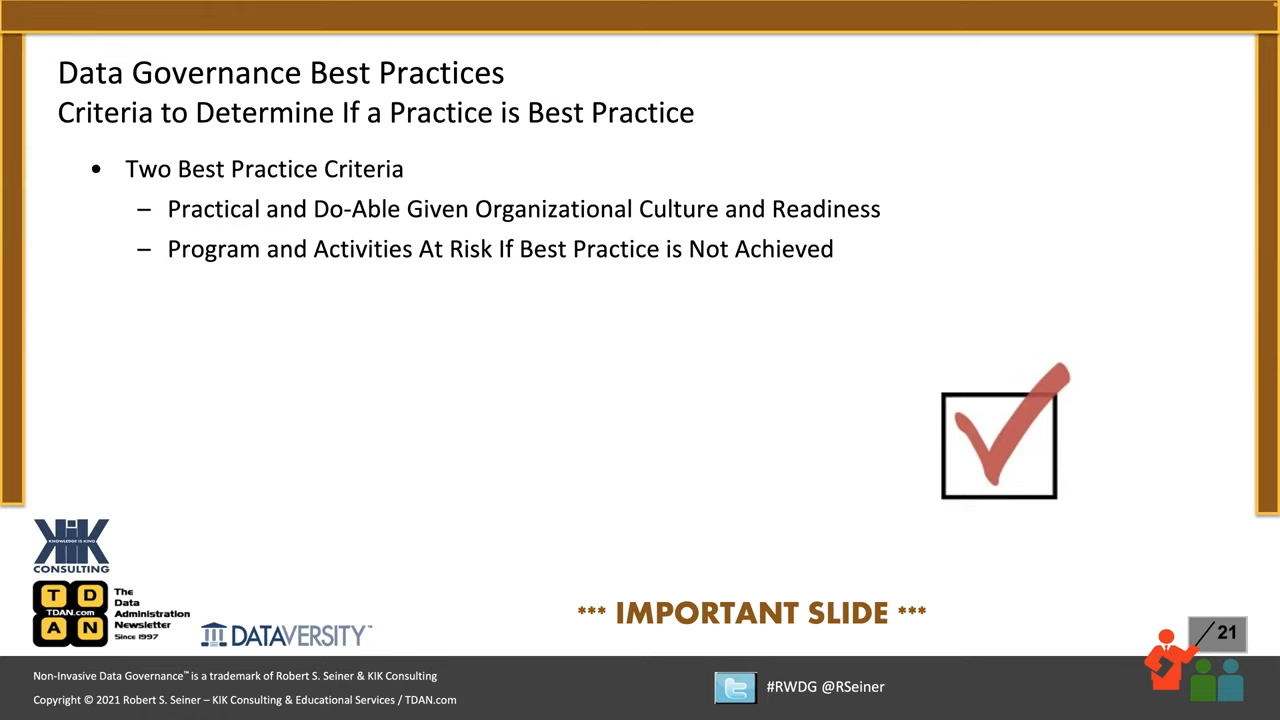 Data Governance Best Practices
Criteria to Determine If a Practice is Best Practice
• Two Best Practice Criteria
– Practical and Do-Able Given Organizational Culture and Readiness
– Program and Activities At Risk If Best Practice is Not Achieved
KIK
KNOWLEDGE IS KING
CONSULTING
T D
TDAN.com
A N
The
Data
Administration
Newsletter
Since 1997
DATAVERSITY™
*** IMPORTANT SLIDE ***
21
Non-Invasive Data Governance™ is a trademark of Robert S. Seiner & KIK Consulting
Copyright © 2021 Robert S. Seiner – KIK Consulting & Educational Services / TDAN.com
#RWDG @RSeiner